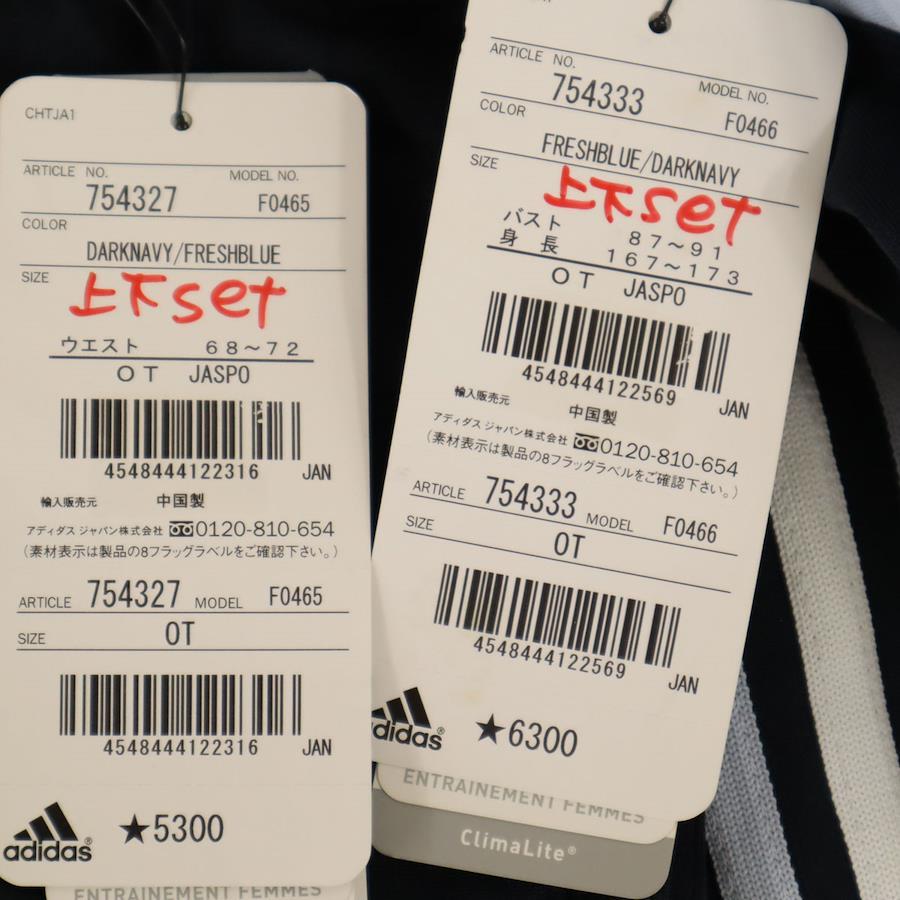 CHTJA1
ARTICLE NO. MODEL NO.
754327 F0465
COLOR
DARKNAVY/FRESHBLUE
SIZE
上下set
ウエスト 68～72
OT JASPO
4548444122316 JAN
輸入販売元 中国製
アディダス ジャパン株式会社 0120-810-654
(素材表示は製品の8フラッグラベルをご確認下さい。)
ARTICLE 754327 MODEL F0465
SIZE OT
4548444122316 JAN
adidas® ★5300
ENTRAINEMENT FEMMES
ARTICLE NO. MODEL NO.
754333 F0466
COLOR
FRESHBLUE/DARKNAVY
SIZE
上下set
バスト 87～91
身長 167～173
OT JASPO
4548444122569 JAN
輸入販売元 中国製
アディダス ジャパン株式会社 0120-810-654
(素材表示は製品の8フラッグラベルをご確認下さい。)
ARTICLE 754333 MODEL F0466
SIZE OT
4548444122569 JAN
adidas® ★6300
ENTRAINEMENT FEMMES
ClimaLite®